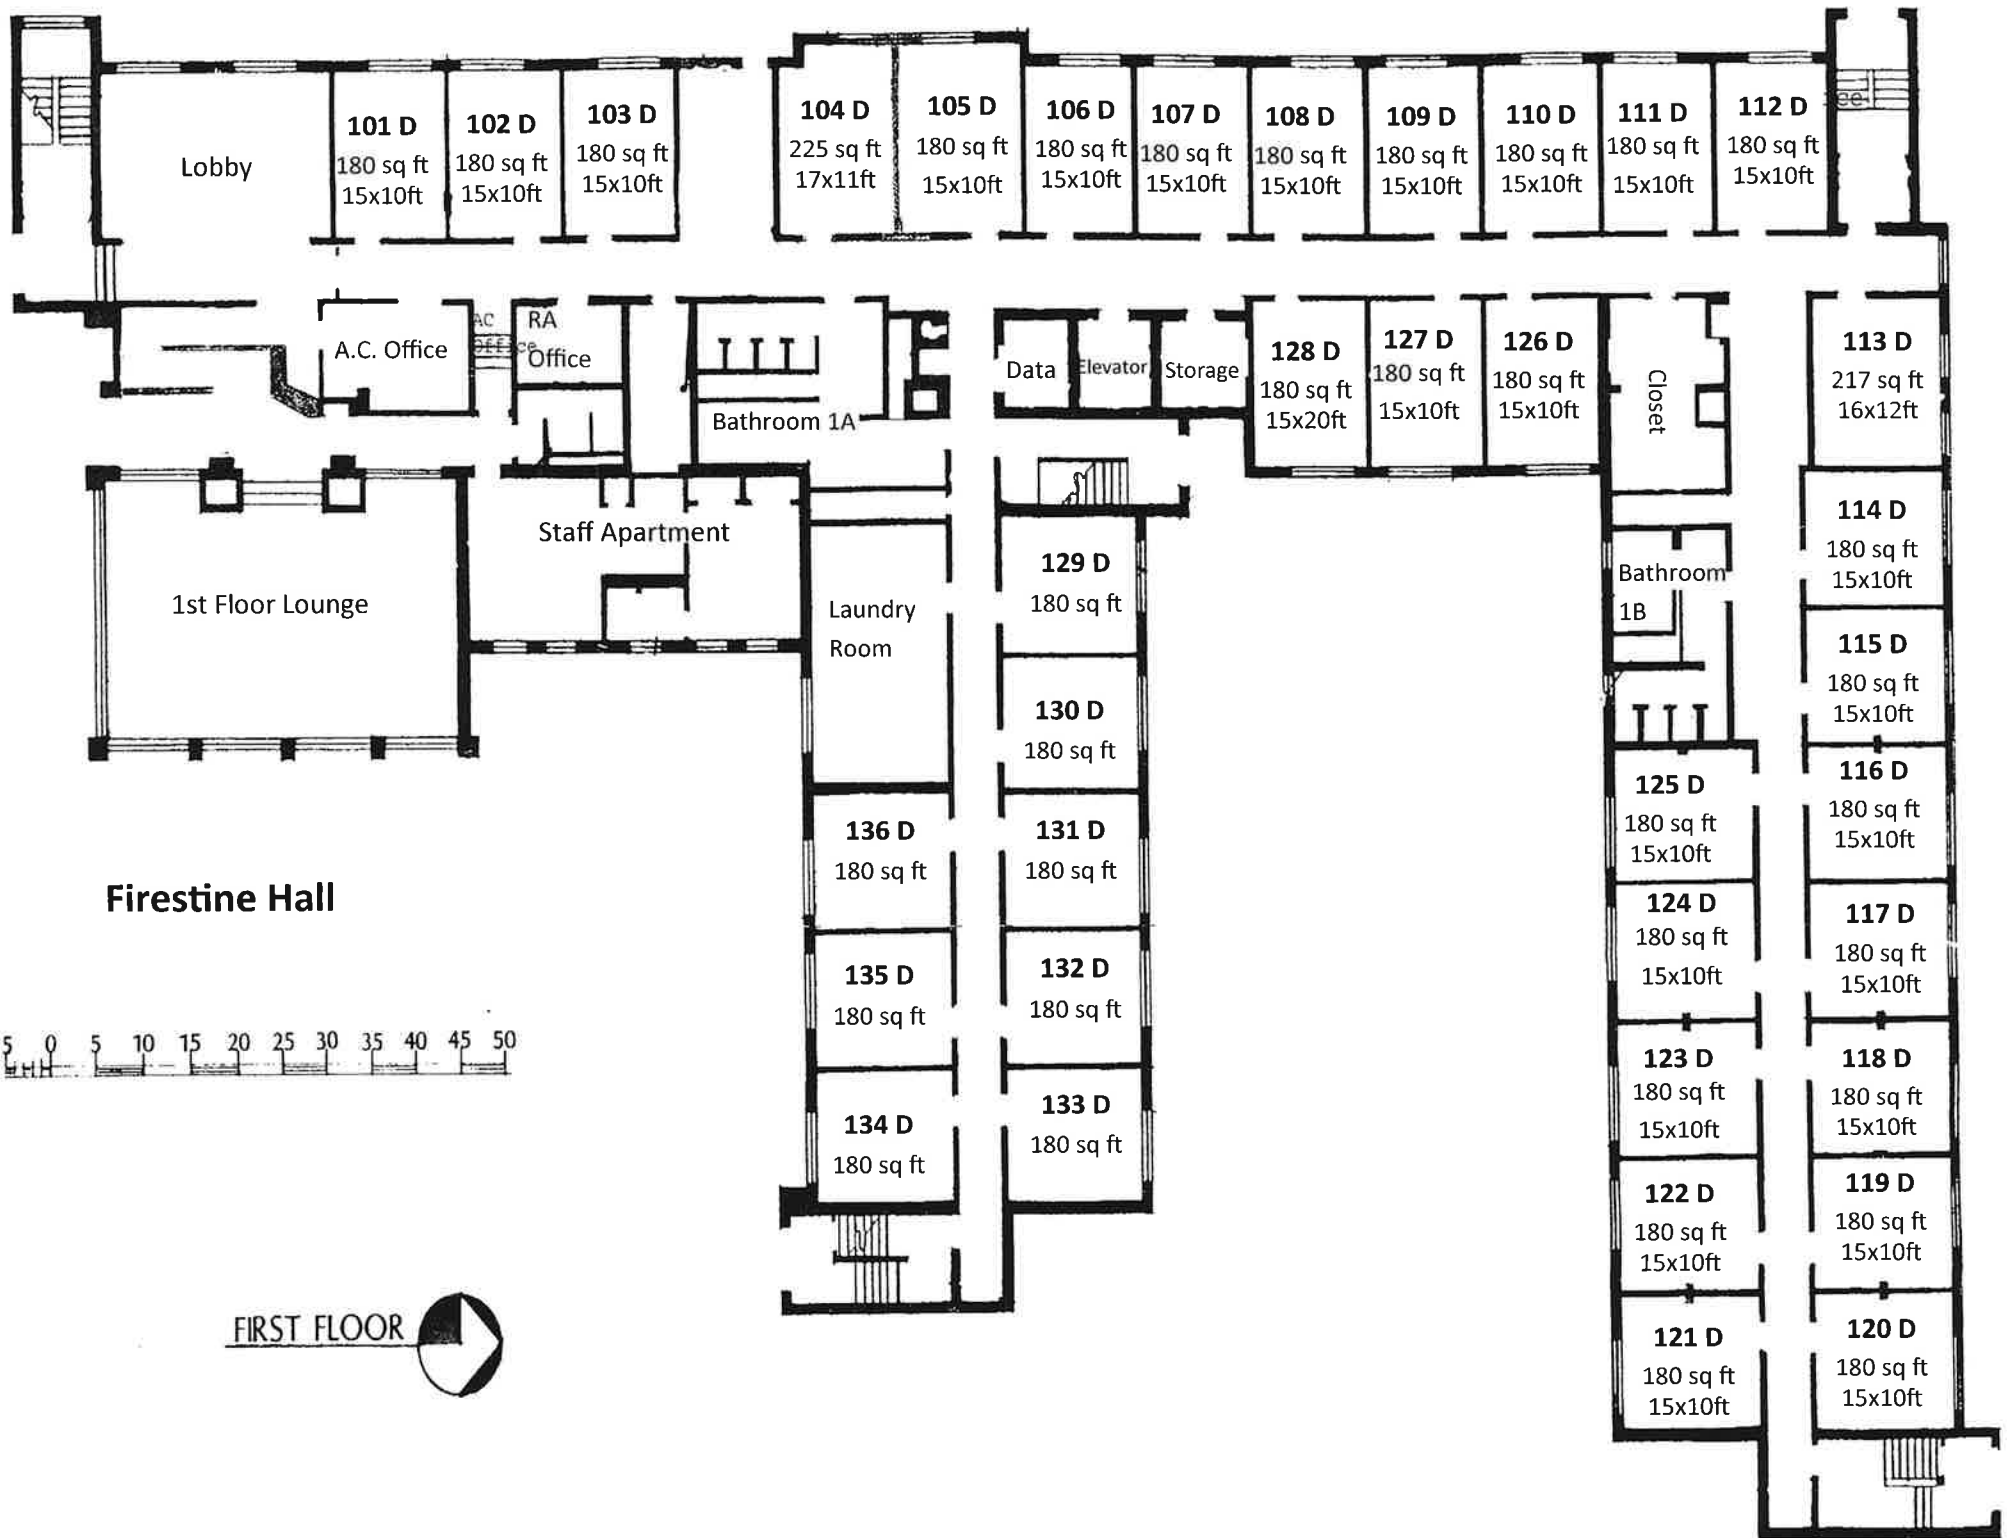 Lobby
101 D
180 sq ft
15x10ft
102 D
180 sq ft
15x10ft
103 D
180 sq ft
15x10ft
104 D
225 sq ft
17x11ft
105 D
180 sq ft
15x10ft
106 D
180 sq ft
15x10ft
107 D
180 sq ft
15x10ft
108 D
180 sq ft
15x10ft
109 D
180 sq ft
15x10ft
110 D
180 sq ft
15x10ft
111 D
180 sq ft
15x10ft
112 D
180 sq ft
15x10ft
A.C. Office
AC
Office
RA
Office
Bathroom 1A
Data
Elevator
Storage
128 D
180 sq ft
15x20ft
127 D
180 sq ft
15x10ft
126 D
180 sq ft
15x10ft
Closet
113 D
217 sq ft
16x12ft
1st Floor Lounge
Staff Apartment
Laundry
Room
129 D
180 sq ft
130 D
180 sq ft
Bathroom
1B
114 D
180 sq ft
15x10ft
115 D
180 sq ft
15x10ft
136 D
180 sq ft
131 D
180 sq ft
125 D
180 sq ft
15x10ft
116 D
180 sq ft
15x10ft
Firestine Hall
135 D
180 sq ft
132 D
180 sq ft
124 D
180 sq ft
15x10ft
117 D
180 sq ft
15x10ft
5 0 5 10 15 20 25 30 35 40 45 50
134 D
180 sq ft
133 D
180 sq ft
123 D
180 sq ft
15x10ft
118 D
180 sq ft
15x10ft
122 D
180 sq ft
15x10ft
119 D
180 sq ft
15x10ft
FIRST FLOOR
121 D
180 sq ft
15x10ft
120 D
180 sq ft
15x10ft